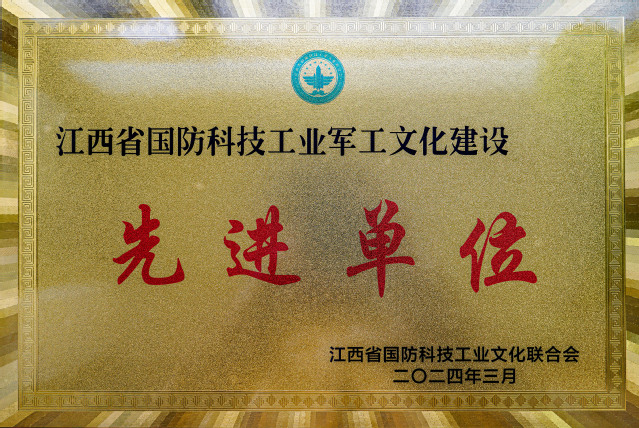 江西省国防科技工业军工文化建设
先进单位
江西省国防科技工业文化联合会
二〇二四年三月